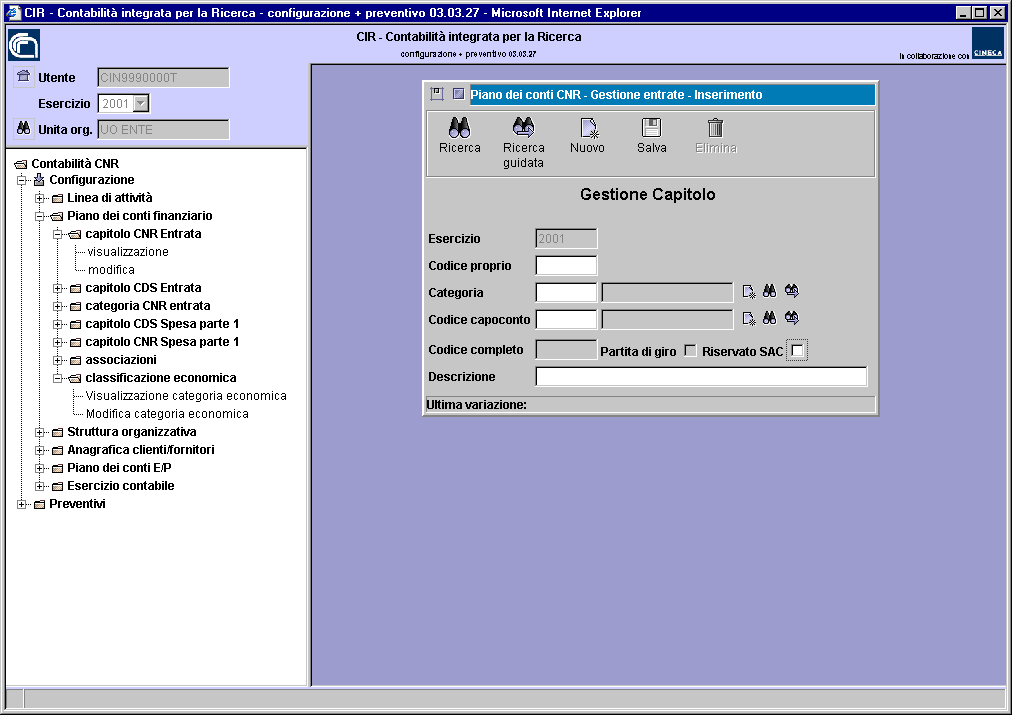 CIR - Contabilità integrata per la Ricerca - configurazione + preventivo 03.03.27 - Microsoft Internet Explorer
CIR - Contabilità integrata per la Ricerca
configurazione + preventivo 03.03.27
In collaborazione con CINECA
Utente CIN9990000T
Esercizio 2001
Unita org. UO ENTE
Contabilità CNR
Configurazione
Linea di attività
Piano dei conti finanziario
capitolo CNR Entrata
visualizzazione
modifica
capitolo CDS Entrata
categoria CNR entrata
capitolo CDS Spesa parte 1
capitolo CNR Spesa parte 1
associazioni
classificazione economica
Visualizzazione categoria economica
Modifica categoria economica
Struttura organizzativa
Anagrafica clienti/fornitori
Piano dei conti E/P
Esercizio contabile
Preventivi
Piano dei conti CNR - Gestione entrate - Inserimento
Ricerca
Ricerca guidata
Nuovo
Salva
Elimina
Gestione Capitolo
Esercizio 2001
Codice proprio
Categoria
Codice capoconto
Codice completo Partita di giro Riservato SAC
Descrizione
Ultima variazione: